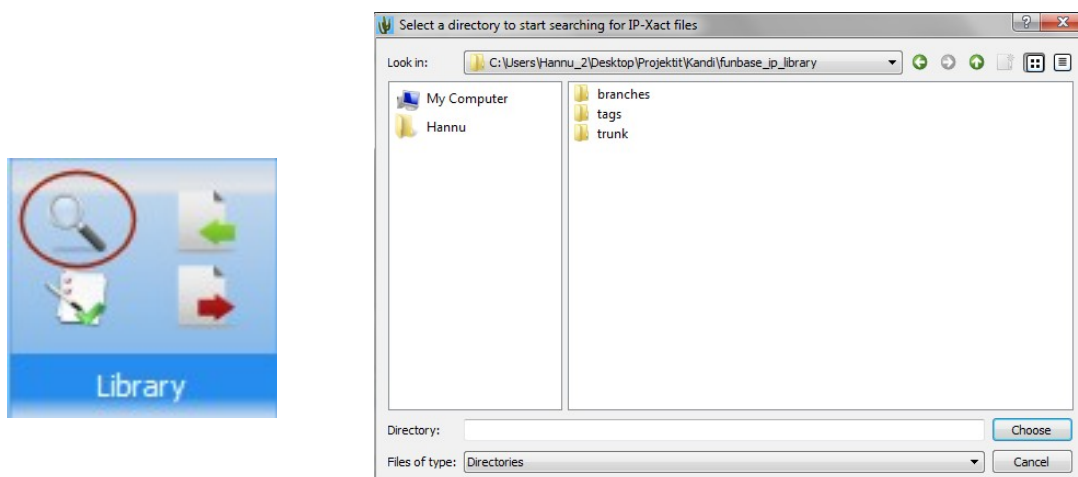 Library
Select a directory to start searching for IP-Xact files
Look in: C:\Users\Hannu_2\Desktop\Projektit\Kandi\funbase_ip_library
My Computer
Hannu
branches
tags
trunk
Directory: Choose
Files of type: Directories Cancel